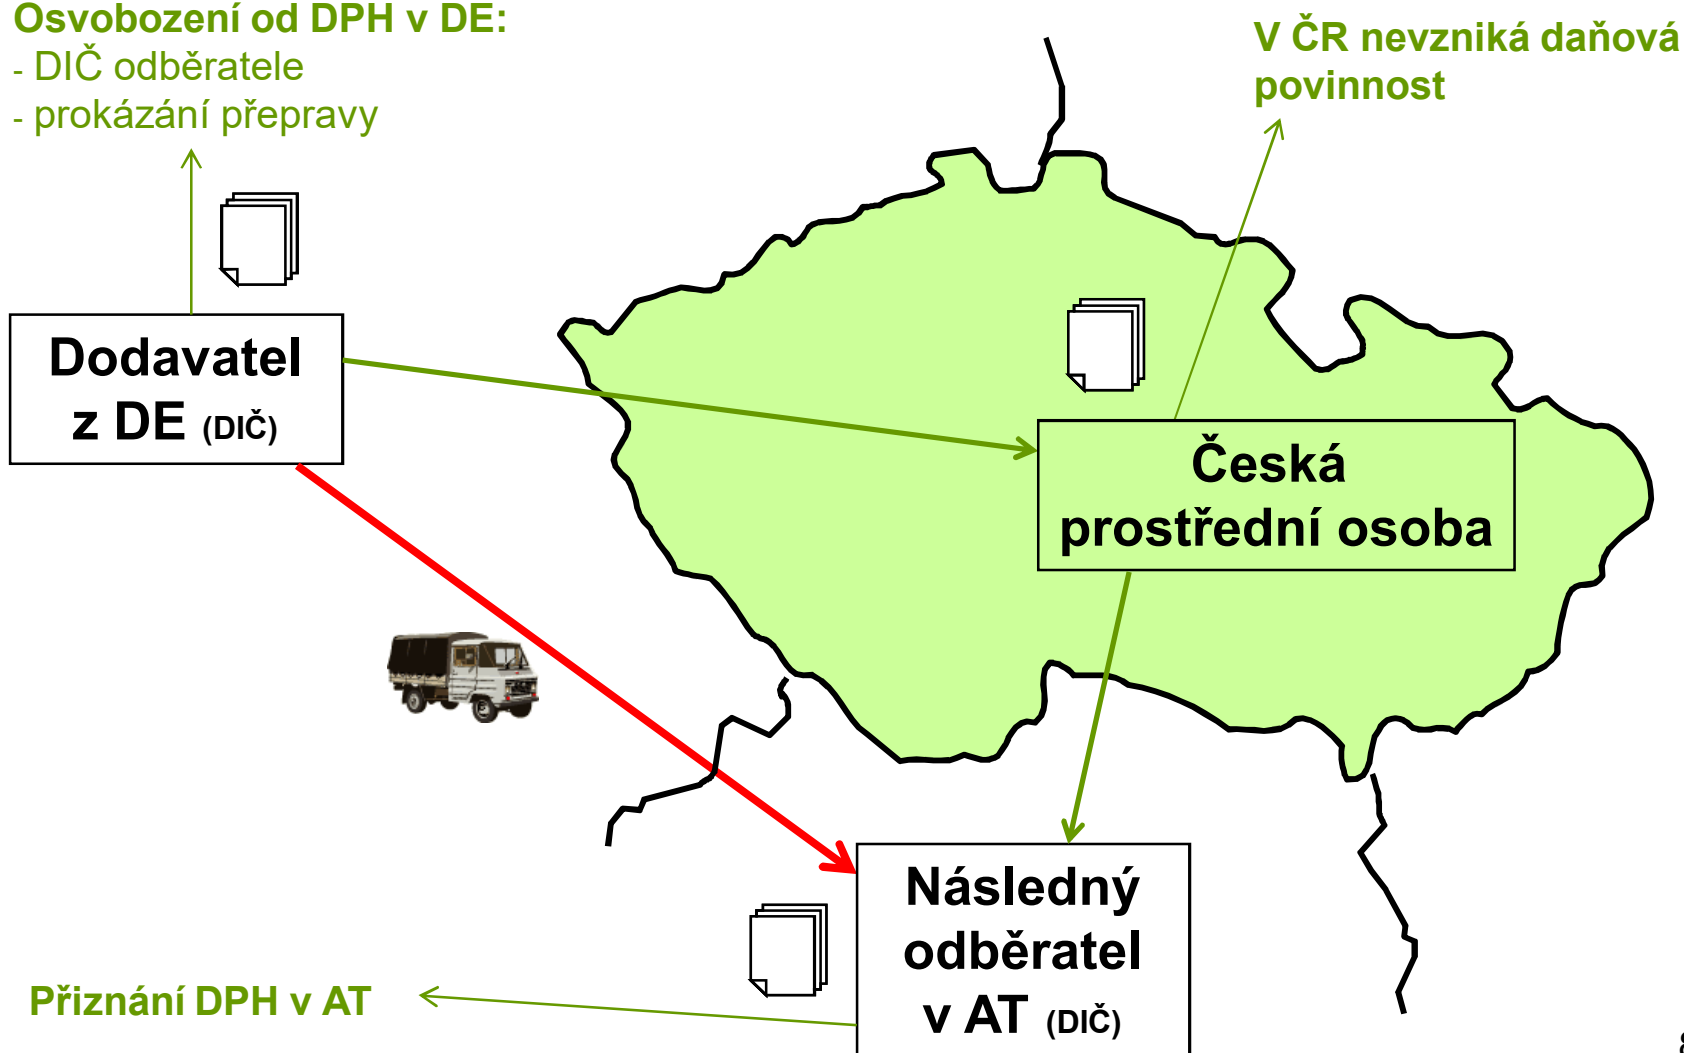 Osvobození od DPH v DE:
- DIČ odběratele
- prokázání přepravy
V ČR nevzniká daňová
povinnost
Dodavatel
z DE (DIČ)
Česká
prostřední osoba
Následný
odběratel
v AT (DIČ)
Přiznání DPH v AT